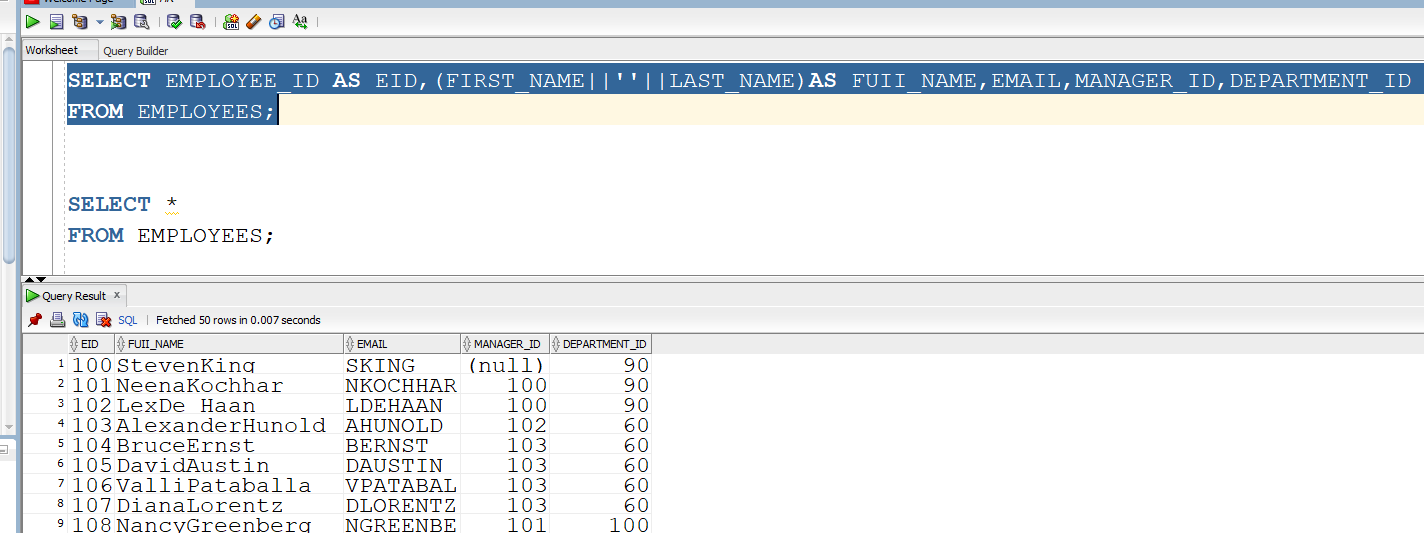 Welcome Page
Worksheet Query Builder
SELECT EMPLOYEE_ID AS EID,(FIRST_NAME||''||LAST_NAME)AS FUII_NAME,EMAIL,MANAGER_ID,DEPARTMENT_ID
FROM EMPLOYEES;
SELECT *
FROM EMPLOYEES;
Query Result x
SQL | Fetched 50 rows in 0.007 seconds
EID FUII_NAME EMAIL MANAGER_ID DEPARTMENT_ID
1 100 StevenKing SKING (null) 90
2 101 NeenaKochhar NKOCHHAR 100 90
3 102 LexDe Haan LDEHAAN 100 90
4 103 AlexanderHunold AHUNOLD 102 60
5 104 BruceErnst BERNST 103 60
6 105 DavidAustin DAUSTIN 103 60
7 106 ValliPataballa VPATABAL 103 60
8 107 DianaLorentz DLORENTZ 103 60
9 108 NancyGreenberg NGREENBE 101 100